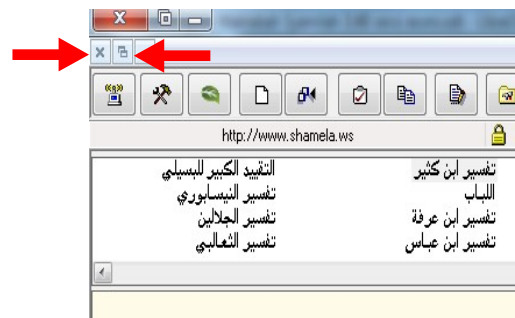 http://www.shamela.ws
تفسير ابن كثير
اللباب
تفسير ابن عرفة
تفسير ابن عباس
التقييد الكبير للبسيلي
تفسير النيسابوري
تفسير الجلالين
تفسير الثعالبي